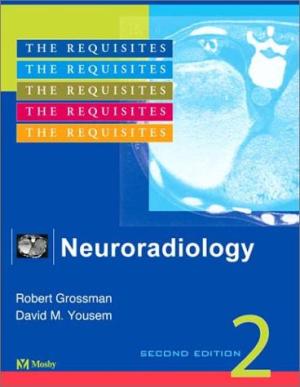 THE REQUISITES
THE REQUISITES
THE REQUISITES
THE REQUISITES
THE REQUISITES
Neuroradiology
Robert Grossman
David M. Yousem
SECOND EDITION 2
M Mosby